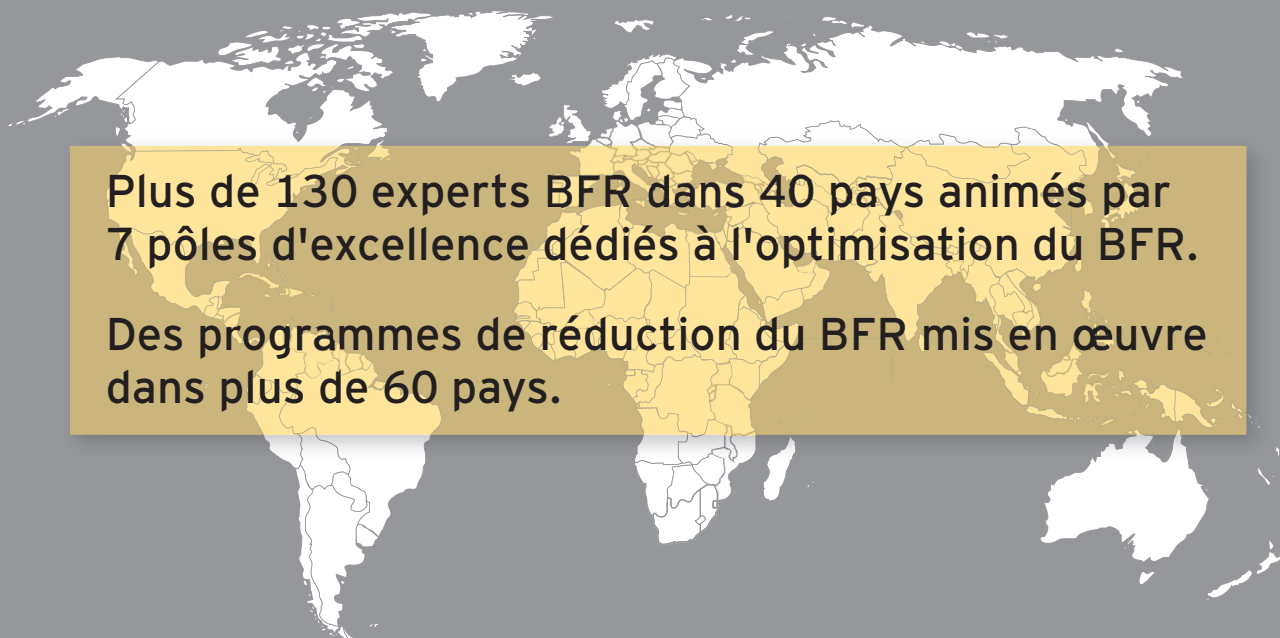 Plus de 130 experts BFR dans 40 pays animés par
7 pôles d'excellence dédiés à l'optimisation du BFR.
Des programmes de réduction du BFR mis en œuvre
dans plus de 60 pays.